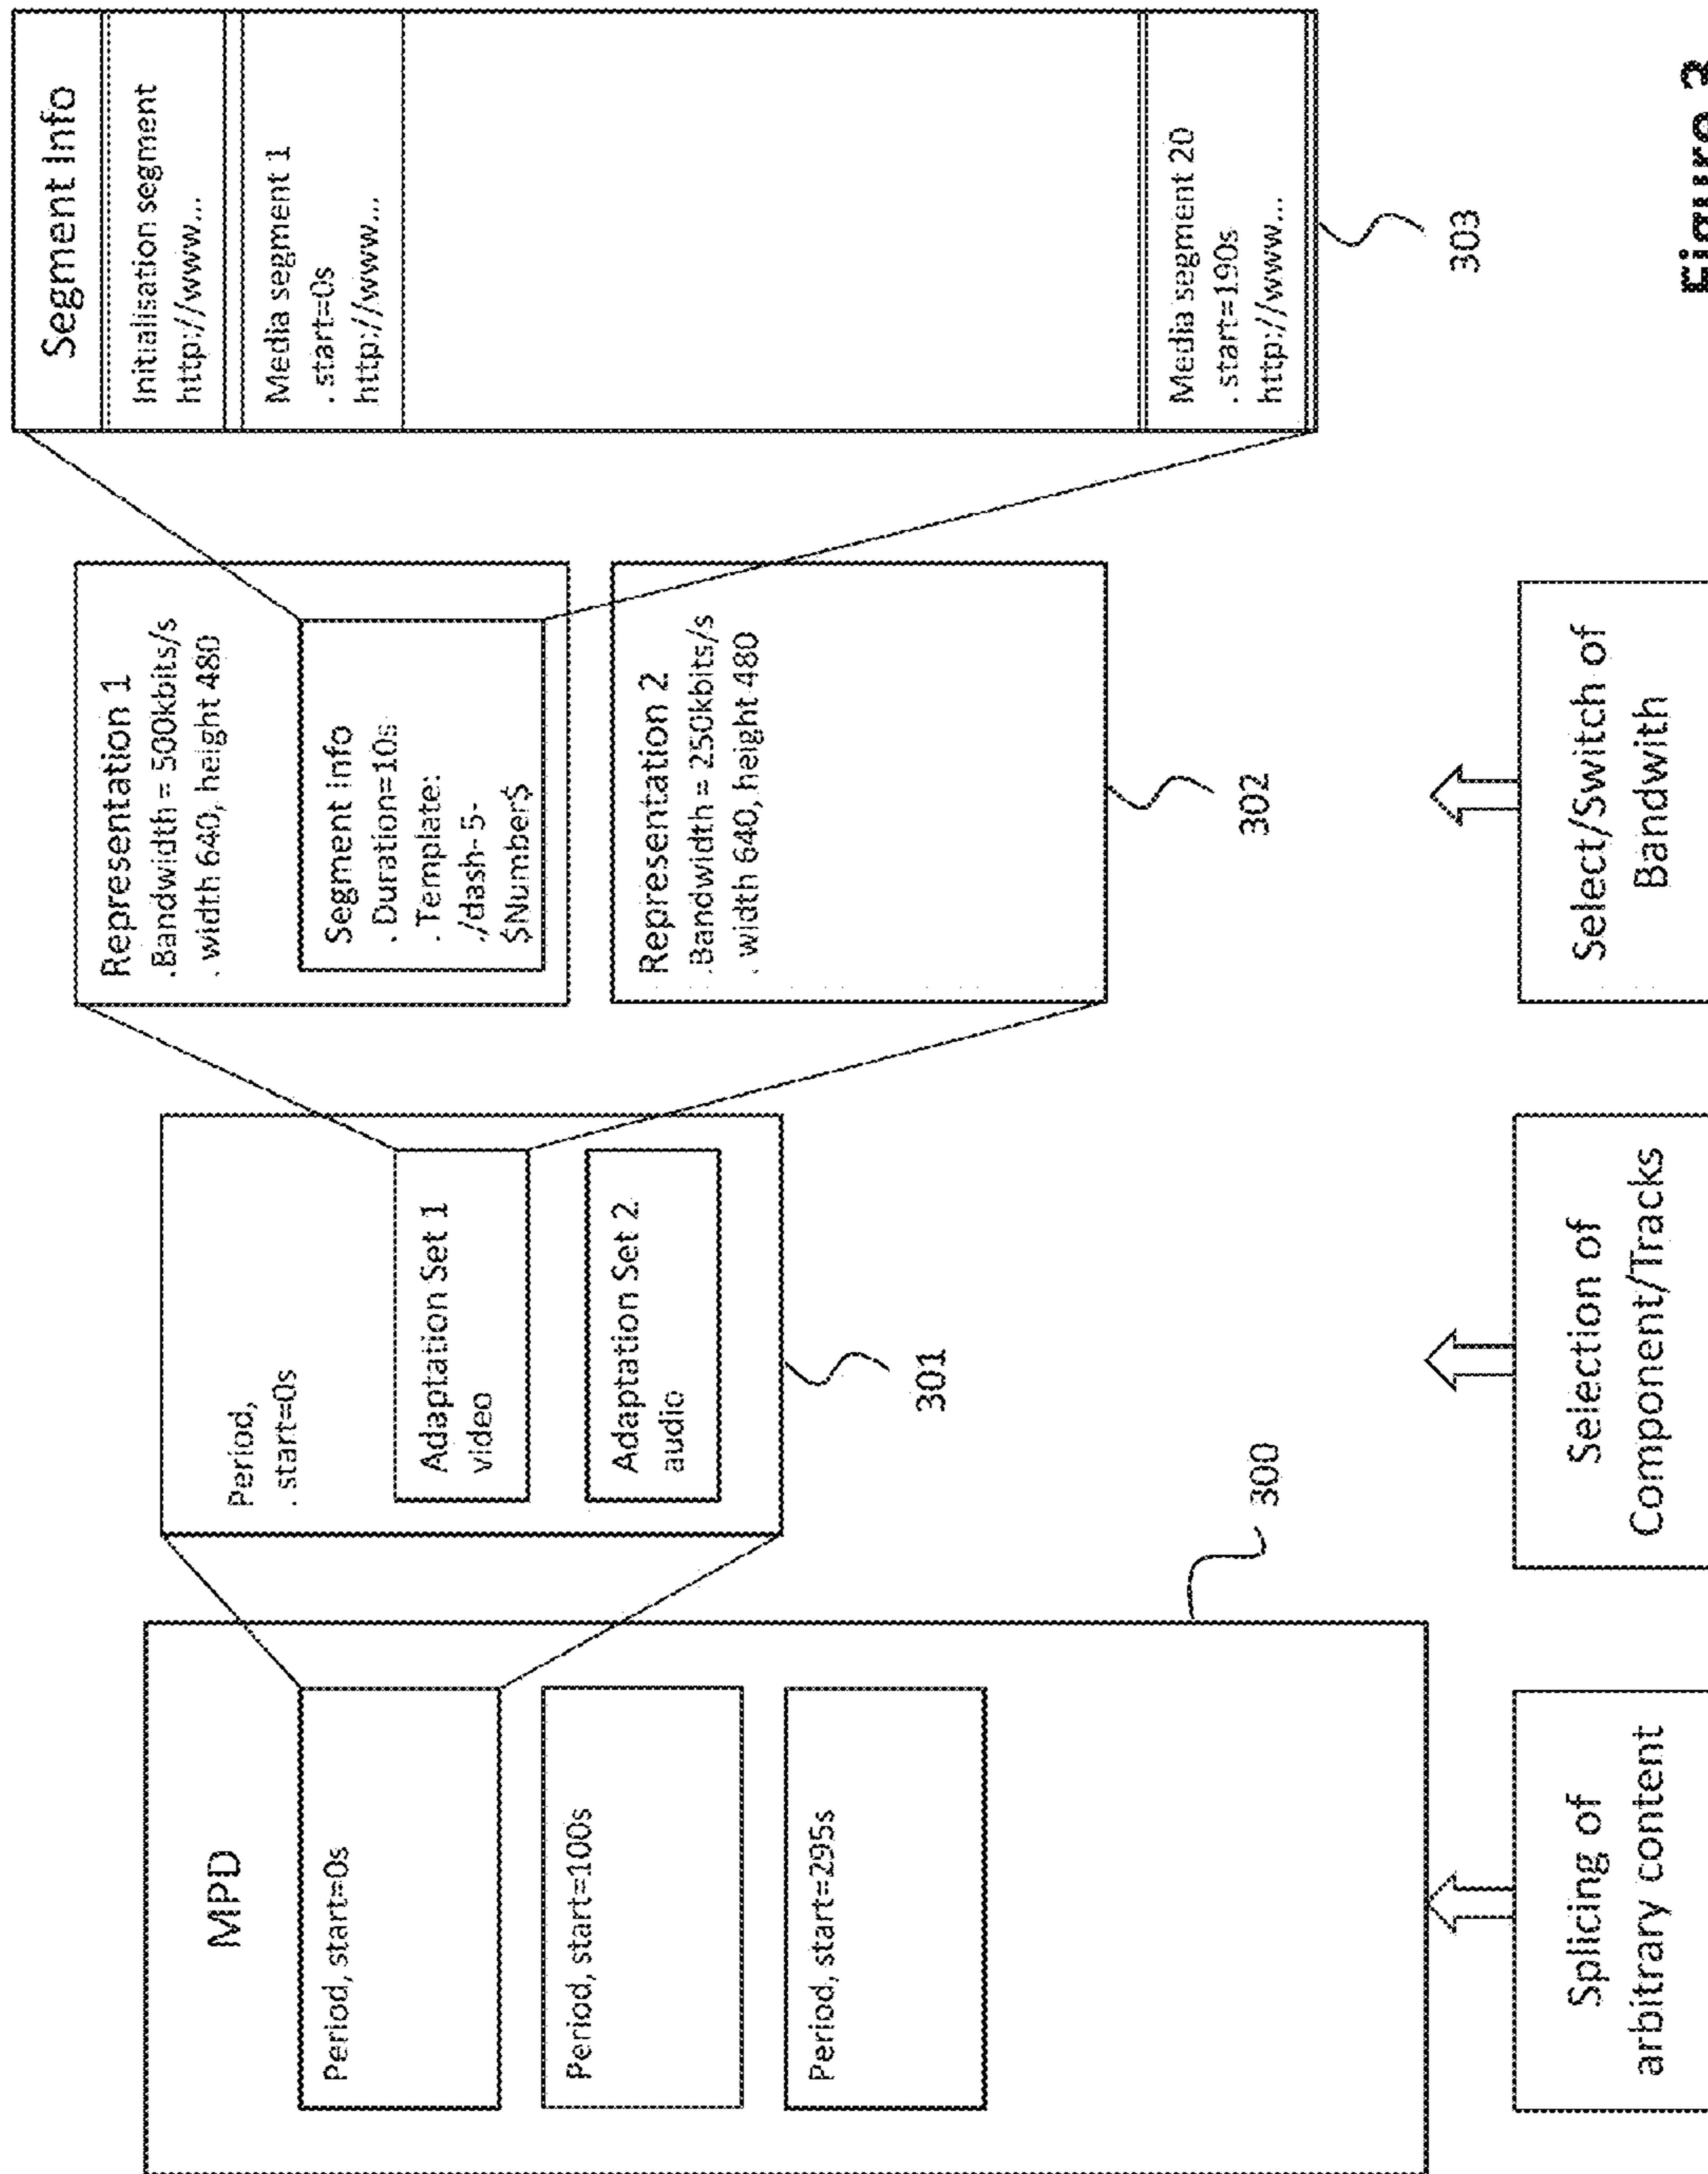 MPD
Period, start=0s
Period, start=100s
Period, start=295s
300
Period,
. start=0s
Adaptation Set 1
video
Adaptation Set 2
audio
301
Representation 1
.Bandwidth = 500kbits/s
. width 640, height 480
Segment Info
. Duration=10s
. Template:
./dash-5-
$Number$
Representation 2
.Bandwidth = 250kbits/s
. width 640, height 480
302
Segment Info
Initialisation segment
http://www...
Media segment 1
. start=0s
http://www...
Media segment 20
. start=190s
http://www...
303
Splicing of
arbitrary content
Selection of
Component/Tracks
Select/Switch of
Bandwith
Figure 3